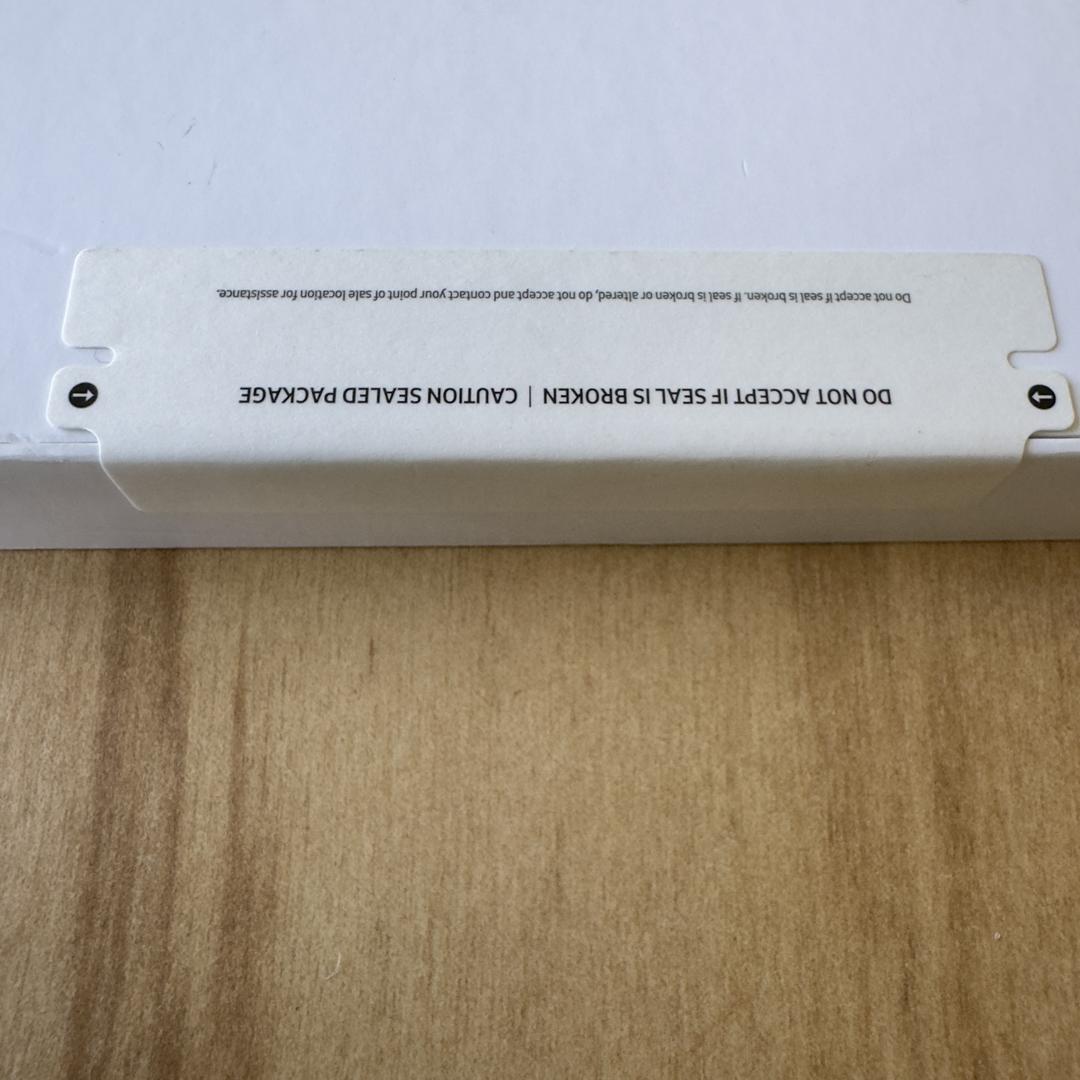 DO NOT ACCEPT IF SEAL IS BROKEN | CAUTION SEALED PACKAGE
Do not accept if seal is broken. If seal is broken or altered, do not accept and contact your point of sale location for assistance.